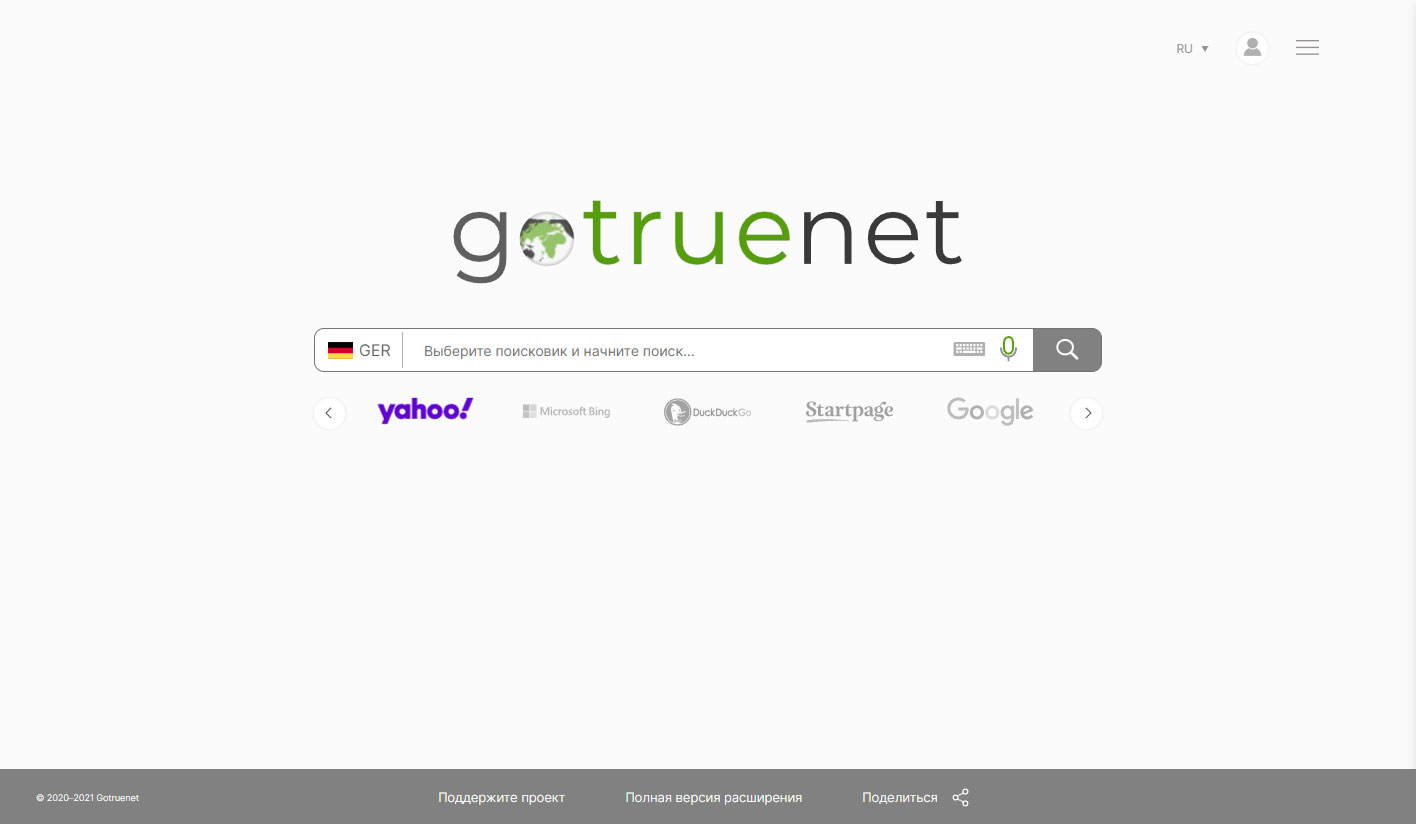 RU
gotruenet
GER
Выберите поисковик и начните поиск...
yahoo!
Microsoft Bing
DuckDuckGo
Startpage
Google
© 2020–2021 Gotruenet
Поддержите проект
Полная версия расширения
Поделиться